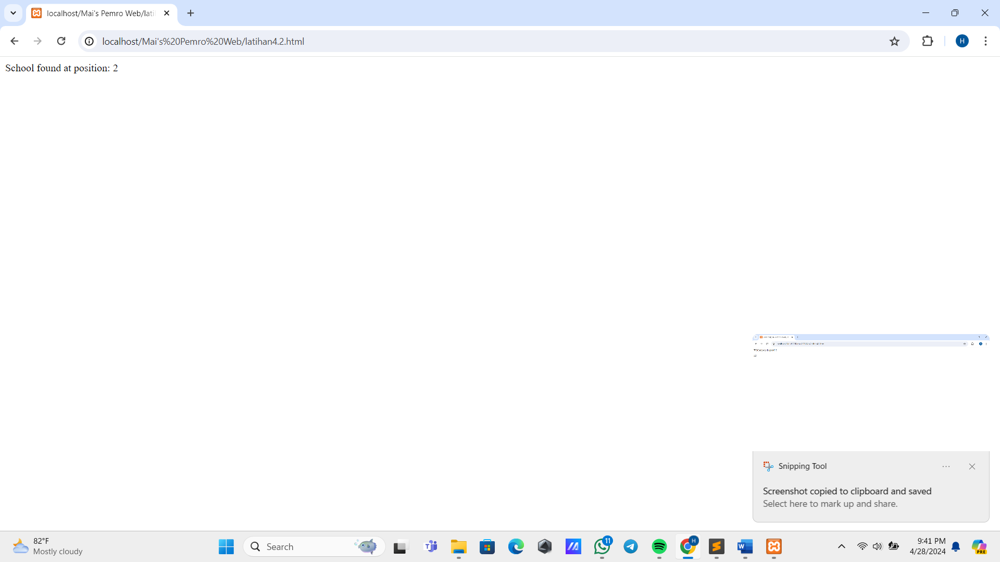 localhost/Mai's Pemro Web/lati
localhost/Mai's%20Pemro%20Web/latihan4.2.html
H
School found at position: 2
Snipping Tool
Screenshot copied to clipboard and saved
Select here to mark up and share.
82°F
Mostly cloudy
Search
11
H
9:41 PM
4/28/2024
PRE